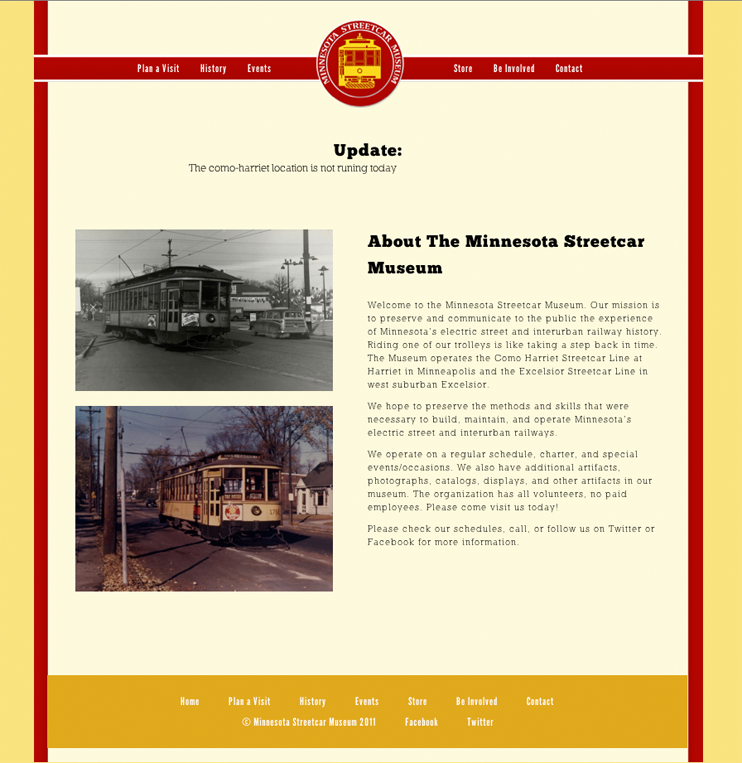 MINNESOTA STREETCAR MUSEUM
Plan a Visit History Events Store Be Involved Contact
Update:
The como-harriet location is not runing today
About The Minnesota Streetcar
Museum
Welcome to the Minnesota Streetcar Museum. Our mission is
to preserve and communicate to the public the experience
of Minnesota's electric street and interurban railway history.
Riding one of our trolleys is like taking a step back in time.
The Museum operates the Como Harriet Streetcar Line at
Harriet in Minneapolis and the Excelsior Streetcar Line in
west suburban Excelsior.
We hope to preserve the methods and skills that were
necessary to build, maintain, and operate Minnesota's
electric street and interurban railways.
We operate on a regular schedule, charter, and special
events/occasions. We also have additional artifacts,
photographs, catalogs, displays, and other artifacts in our
museum. The organization has all volunteers, no paid
employees. Please come visit us today!
Please check our schedules, call, or follow us on Twitter or
Facebook for more information.
Home Plan a Visit History Events Store Be Involved Contact
© Minnesota Streetcar Museum 2011 Facebook Twitter